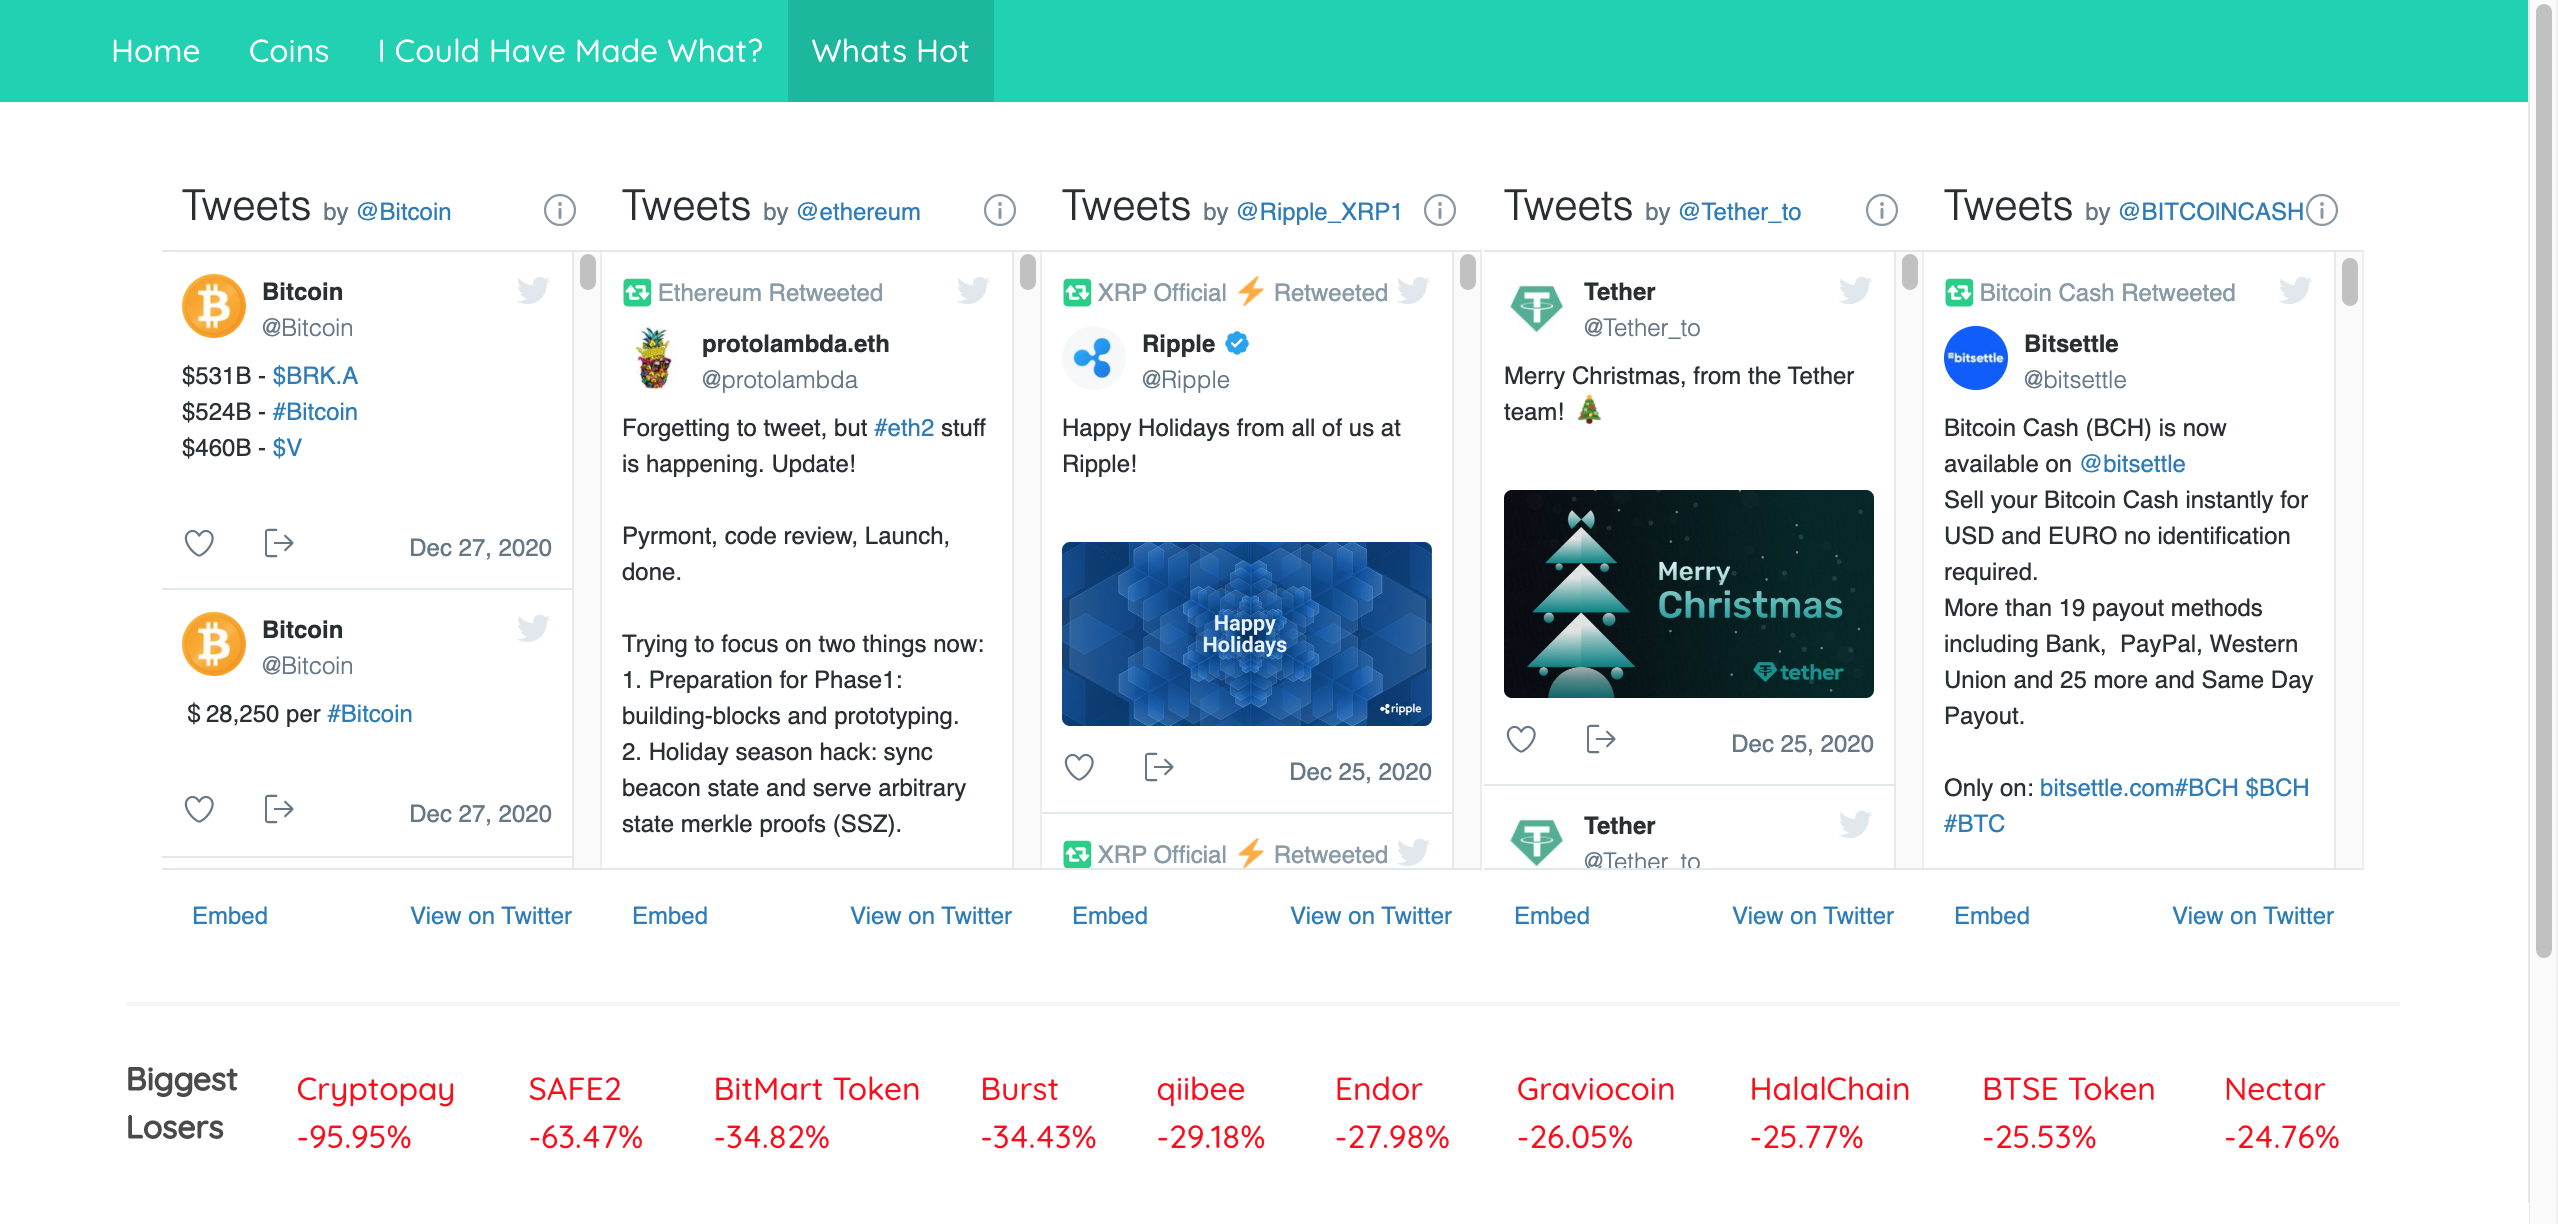 Home Coins I Could Have Made What? Whats Hot
Tweets by @Bitcoin
Bitcoin
@Bitcoin
$531B - $BRK.A
$524B - #Bitcoin
$460B - $V
Dec 27, 2020
Bitcoin
@Bitcoin
$ 28,250 per #Bitcoin
Dec 27, 2020
Embed View on Twitter
Tweets by @ethereum
Ethereum Retweeted
protolambda.eth
@protolambda
Forgetting to tweet, but #eth2 stuff
is happening. Update!
Pyrmont, code review, Launch,
done.
Trying to focus on two things now:
1. Preparation for Phase1:
building-blocks and prototyping.
2. Holiday season hack: sync
beacon state and serve arbitrary
state merkle proofs (SSZ).
Embed View on Twitter
Tweets by @Ripple_XRP1
XRP Official ⚡ Retweeted
Ripple
@Ripple
Happy Holidays from all of us at
Ripple!
Happy
Holidays
ripple
Dec 25, 2020
XRP Official ⚡ Retweeted
Embed View on Twitter
Tweets by @Tether_to
Tether
@Tether_to
Merry Christmas, from the Tether
team! 🎄
Merry
Christmas
tether
Dec 25, 2020
Tether
@Tether_to
Embed View on Twitter
Tweets by @BITCOINCASH
Bitcoin Cash Retweeted
bitsettle
Bitsettle
@bitsettle
Bitcoin Cash (BCH) is now
available on @bitsettle
Sell your Bitcoin Cash instantly for
USD and EURO no identification
required.
More than 19 payout methods
including Bank, PayPal, Western
Union and 25 more and Same Day
Payout.
Only on: bitsettle.com#BCH $BCH
#BTC
Embed View on Twitter
Biggest
Losers
Cryptopay SAFE2 BitMart Token Burst qiibee Endor Graviocoin HalalChain BTSE Token Nectar
-95.95% -63.47% -34.82% -34.43% -29.18% -27.98% -26.05% -25.77% -25.53% -24.76%